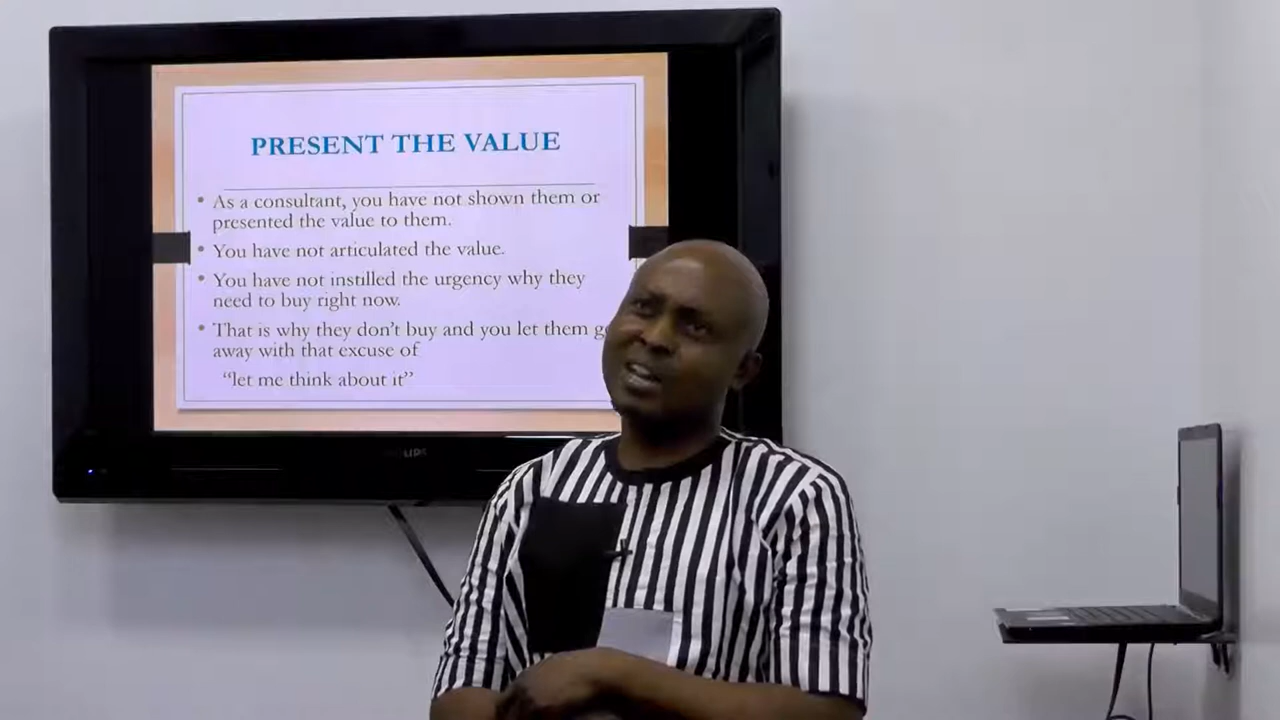 PRESENT THE VALUE
• As a consultant, you have not shown them or
presented the value to them.
• You have not articulated the value.
• You have not instilled the urgency why they
need to buy right now.
• That is why they don't buy and you let them
away with that excuse of
“let me think about it”